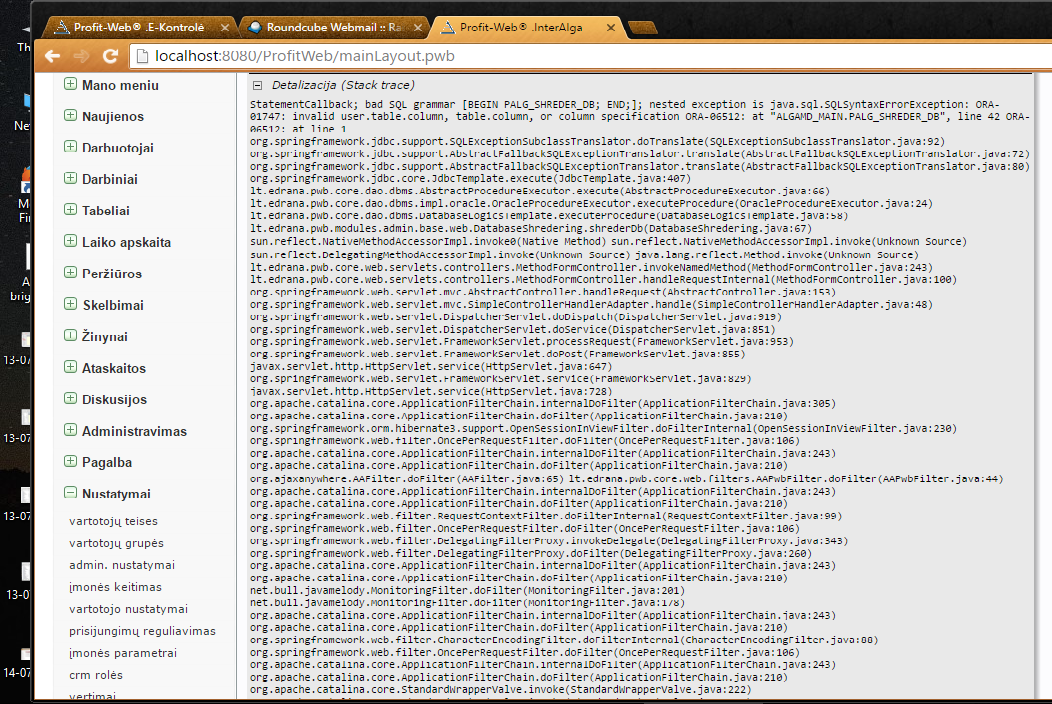 Profit-Web® .E-Kontrolė
Roundcube Webmail :: Ra
Profit-Web® .InterAlga
localhost:8080/ProfitWeb/mainLayout.pwb
Th
Ne
M
Fi
A
brig
13-07
13-07
13-07
13-0
14-07
Mano meniu
Naujienos
Darbuotojai
Darbiniai
Tabeliai
Laiko apskaita
Peržiūros
Skelbimai
Žinynai
Ataskaitos
Diskusijos
Administravimas
Pagalba
Nustatymai
vartotojų teises
vartotojų grupės
admin. nustatymai
įmonės keitimas
vartotojo nustatymai
prisijungimų reguliavimas
įmonės parametrai
crm rolės
vertimai
Detalizacija (Stack trace)
StatementCallback; bad SQL grammar [BEGIN PALG_SHREDER_DB; END;]; nested exception is java.sql.SQLSyntaxErrorException: ORA-
01747: invalid user.table.column, table.column, or column specification ORA-06512: at "ALGAMD_MAIN.PALG_SHREDER_DB", line 42 ORA-
06512: at line 1
org.springframework.jdbc.support.SQLExceptionSubclassTranslator.doTranslate(SQLExceptionSubclassTranslator.java:92)
org.springframework.jdbc.support.AbstractFallbackSQLExceptionTranslator.translate(AbstractFallbackSQLExceptionTranslator.java:72)
org.springframework.jdbc.support.AbstractFallbackSQLExceptionTranslator.translate(AbstractFallbackSQLExceptionTranslator.java:80)
org.springframework.jdbc.core.JdbcTemplate.execute(JdbcTemplate.java:407)
lt.edrana.pwb.core.dao.dbms.AbstractProcedureExecutor.execute(AbstractProcedureExecutor.java:66)
lt.edrana.pwb.core.dao.dbms.impl.oracle.OracleProcedureExecutor.executeProcedure(OracleProcedureExecutor.java:24)
lt.edrana.pwb.core.dao.dbms.DatabaseLogicsTemplate.executeProcedure(DatabaseLogicsTemplate.java:58)
lt.edrana.pwb.modules.admin.base.web.DatabaseShredering.shrederDb(DatabaseShredering.java:67)
sun.reflect.NativeMethodAccessorImpl.invoke0(Native Method) sun.reflect.NativeMethodAccessorImpl.invoke(Unknown Source)
sun.reflect.DelegatingMethodAccessorImpl.invoke(Unknown Source) java.lang.reflect.Method.invoke(Unknown Source)
lt.edrana.pwb.core.web.servlets.controllers.MethodFormController.invokeNamedMethod(MethodFormController.java:243)
lt.edrana.pwb.core.web.servlets.controllers.MethodFormController.handleRequestInternal(MethodFormController.java:100)
org.springframework.web.servlet.mvc.AbstractController.handleRequest(AbstractController.java:153)
org.springframework.web.servlet.mvc.SimpleControllerHandlerAdapter.handle(SimpleControllerHandlerAdapter.java:48)
org.springframework.web.servlet.DispatcherServlet.doDispatch(DispatcherServlet.java:919)
org.springframework.web.servlet.DispatcherServlet.doService(DispatcherServlet.java:851)
org.springframework.web.servlet.FrameworkServlet.processRequest(FrameworkServlet.java:953)
org.springframework.web.servlet.FrameworkServlet.doPost(FrameworkServlet.java:855)
javax.servlet.http.HttpServlet.service(HttpServlet.java:647)
org.springframework.web.servlet.FrameworkServlet.service(FrameworkServlet.java:829)
javax.servlet.http.HttpServlet.service(HttpServlet.java:728)
org.apache.catalina.core.ApplicationFilterChain.internalDoFilter(ApplicationFilterChain.java:305)
org.apache.catalina.core.ApplicationFilterChain.doFilter(ApplicationFilterChain.java:210)
org.springframework.orm.hibernate3.support.OpenSessionInViewFilter.doFilterInternal(OpenSessionInViewFilter.java:230)
org.springframework.web.filter.OncePerRequestFilter.doFilter(OncePerRequestFilter.java:106)
org.apache.catalina.core.ApplicationFilterChain.internalDoFilter(ApplicationFilterChain.java:243)
org.apache.catalina.core.ApplicationFilterChain.doFilter(ApplicationFilterChain.java:210)
org.ajaxanywhere.AAFilter.doFilter(AAFilter.java:65) lt.edrana.pwb.core.web.filters.AAPwbFilter.doFilter(AAPwbFilter.java:44)
org.apache.catalina.core.ApplicationFilterChain.internalDoFilter(ApplicationFilterChain.java:243)
org.apache.catalina.core.ApplicationFilterChain.doFilter(ApplicationFilterChain.java:210)
org.springframework.web.filter.RequestContextFilter.doFilterInternal(RequestContextFilter.java:99)
org.springframework.web.filter.OncePerRequestFilter.doFilter(OncePerRequestFilter.java:106)
org.springframework.web.filter.DelegatingFilterProxy.invokeDelegate(DelegatingFilterProxy.java:343)
org.springframework.web.filter.DelegatingFilterProxy.doFilter(DelegatingFilterProxy.java:260)
org.apache.catalina.core.ApplicationFilterChain.internalDoFilter(ApplicationFilterChain.java:243)
org.apache.catalina.core.ApplicationFilterChain.doFilter(ApplicationFilterChain.java:210)
net.bull.javamelody.MonitoringFilter.doFilter(MonitoringFilter.java:201)
net.bull.javamelody.MonitoringFilter.doFilter(MonitoringFilter.java:178)
org.apache.catalina.core.ApplicationFilterChain.internalDoFilter(ApplicationFilterChain.java:243)
org.apache.catalina.core.ApplicationFilterChain.doFilter(ApplicationFilterChain.java:210)
org.springframework.web.filter.CharacterEncodingFilter.doFilterInternal(CharacterEncodingFilter.java:88)
org.springframework.web.filter.OncePerRequestFilter.doFilter(OncePerRequestFilter.java:106)
org.apache.catalina.core.ApplicationFilterChain.internalDoFilter(ApplicationFilterChain.java:243)
org.apache.catalina.core.ApplicationFilterChain.doFilter(ApplicationFilterChain.java:210)
org.apache.catalina.core.StandardWrapperValve.invoke(StandardWrapperValve.java:222)